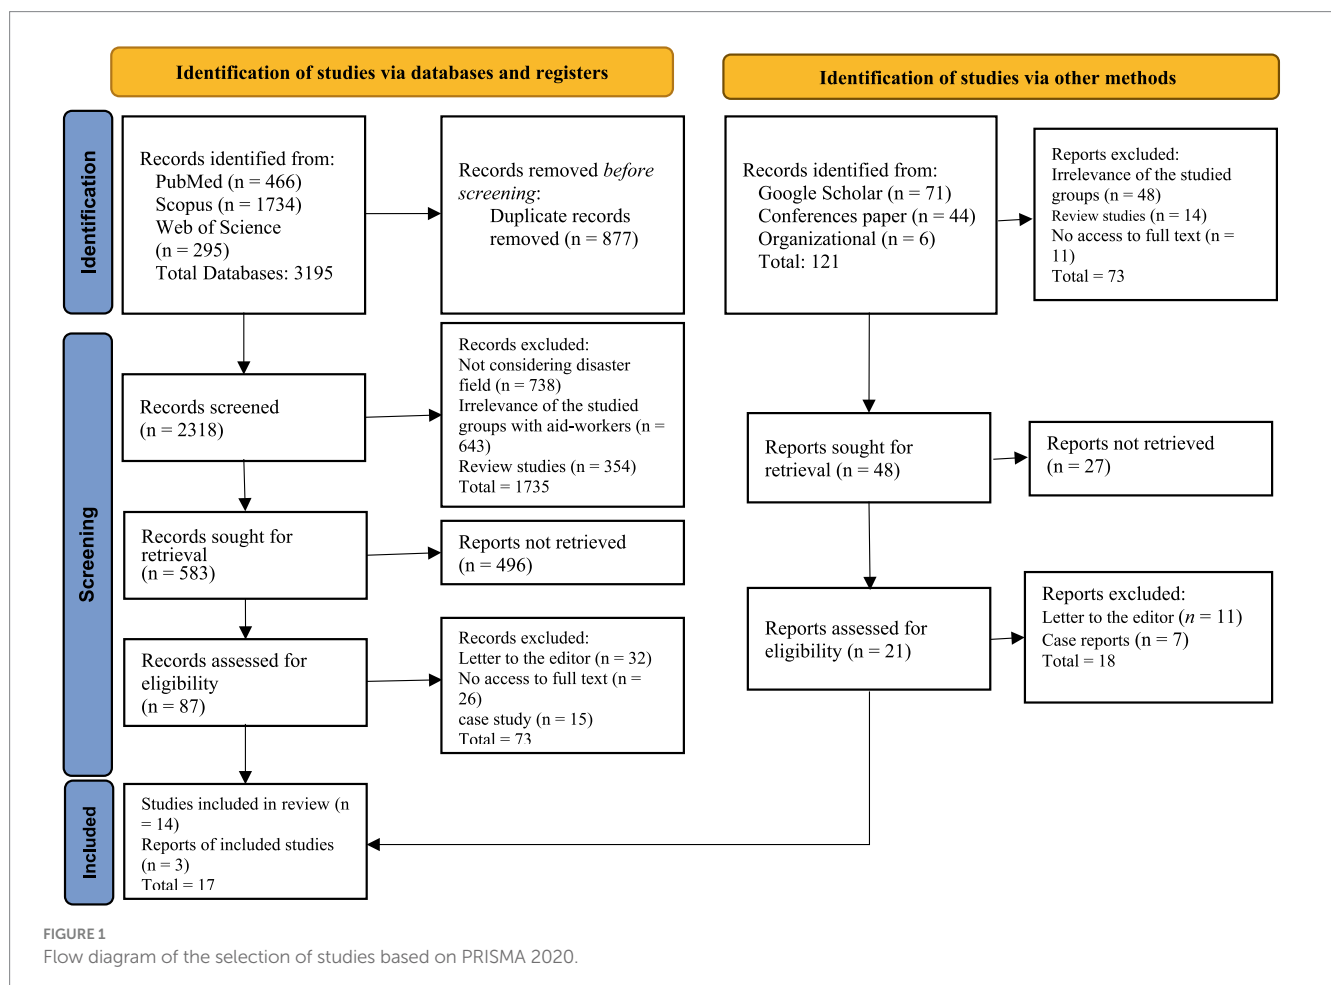 Identification of studies via databases and registers
Identification of studies via other methods
Identification
Records identified from:
PubMed (n = 466)
Scopus (n = 1734)
Web of Science
(n = 295)
Total Databases: 3195
Records removed before
screening:
Duplicate records
removed (n = 877)
Records identified from:
Google Scholar (n = 71)
Conferences paper (n = 44)
Organizational (n = 6)
Total: 121
Reports excluded:
Irrelevance of the studied
groups (n = 48)
Review studies (n = 14)
No access to full text (n =
11)
Total = 73
Screening
Records screened
(n = 2318)
Records excluded:
Not considering disaster
field (n = 738)
Irrelevance of the studied
groups with aid-workers (n =
643)
Review studies (n = 354)
Total = 1735
Reports sought for
retrieval (n = 48)
Reports not retrieved
(n = 27)
Records sought for
retrieval
(n = 583)
Reports not retrieved
(n = 496)
Records assessed for
eligibility
(n = 87)
Records excluded:
Letter to the editor (n = 32)
No access to full text (n =
26)
case study (n = 15)
Total = 73
Reports assessed for
eligibility (n = 21)
Reports excluded:
Letter to the editor (n = 11)
Case reports (n = 7)
Total = 18
Included
Studies included in review (n
= 14)
Reports of included studies
(n = 3)
Total = 17
FIGURE 1
Flow diagram of the selection of studies based on PRISMA 2020.